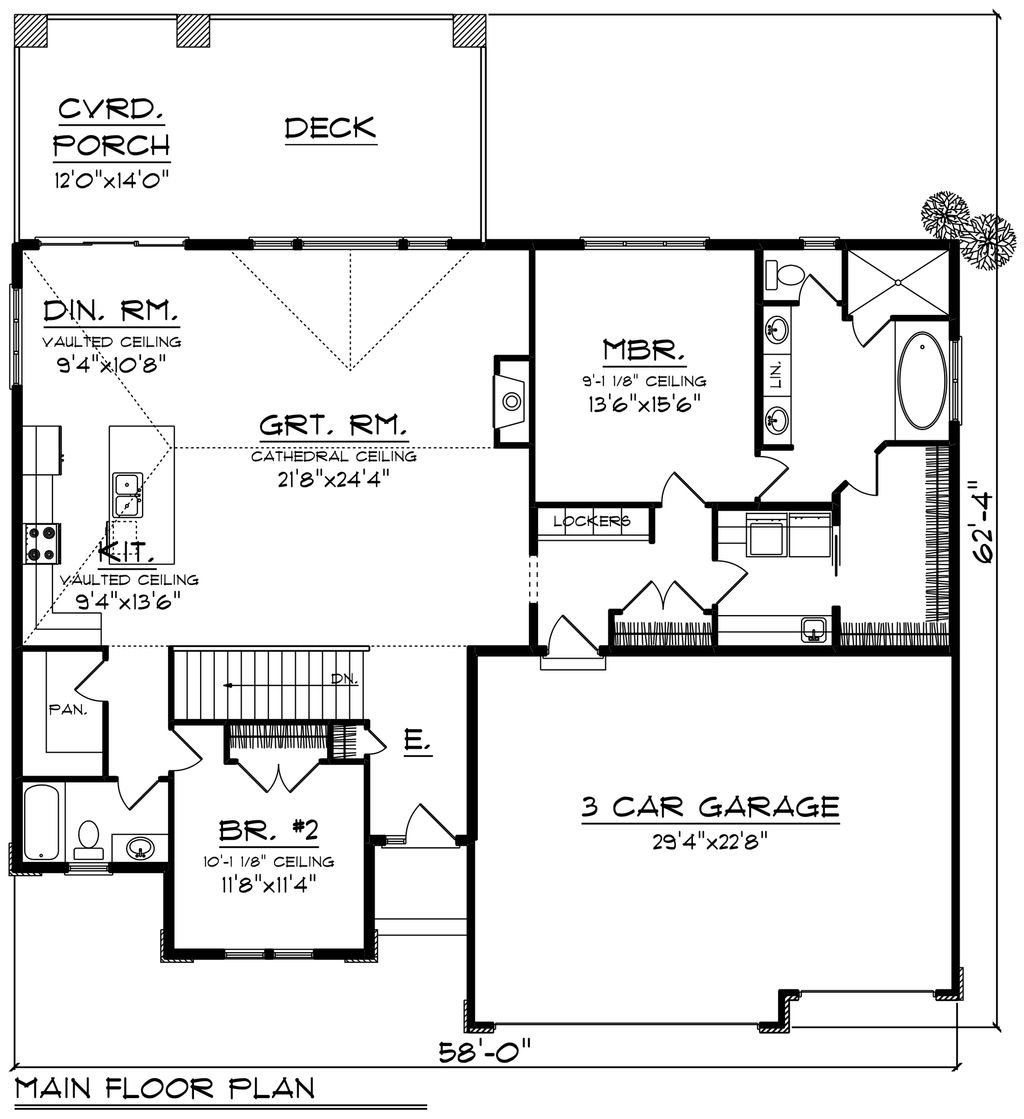 CVRD.
PORCH
12'0"x14'0"
DECK
DIN. RM.
VAULTED CEILING
9'4"x10'8"
MBR.
9'-1 1/8" CEILING
13'6"x15'6"
LIN.
GRT. RM.
CATHEDRAL CEILING
21'8"x24'4"
LOCKERS
62'-4"
KIT.
VAULTED CEILING
9'4"x13'6"
DN.
PAN.
E.
3 CAR GARAGE
29'4"x22'8"
BR. #2
10'-1 1/8" CEILING
11'8"x11'4"
58'-0"
MAIN FLOOR PLAN